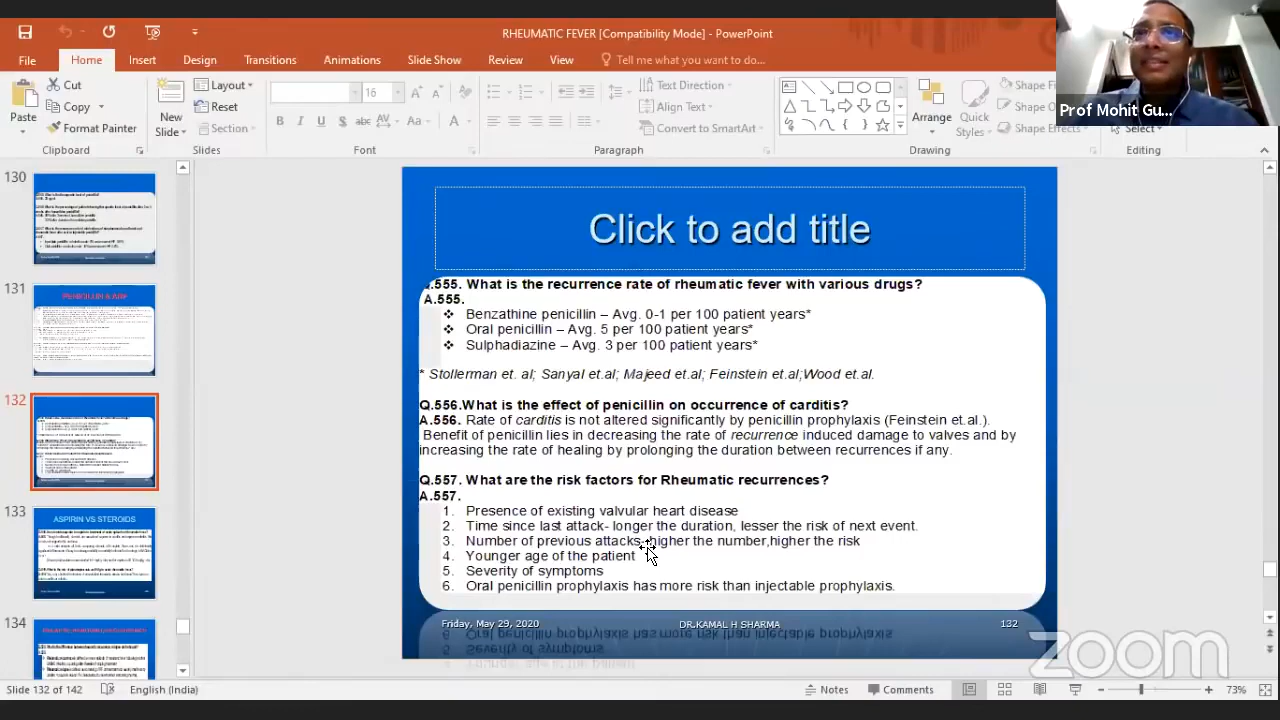 RHEUMATIC FEVER [Compatibility Mode] - PowerPoint
File
Home
Insert
Design
Transitions
Animations
Slide Show
Review
View
Tell me what you want to do...
Cut
Copy
Format Painter
Paste
Clipboard
New
Slide
Layout
Reset
Section
Slides
16
Font
Text Direction
Align Text
Convert to SmartArt
Paragraph
Arrange
Quick
Styles
Shape Fi
Shape O
Shape Effects
Drawing
Select
Editing
Prof Mohit Gu...
130
131
PENICILLIN & ARF
132
133
ASPIRIN VS STEROIDS
134
Click to add title
.555. What is the recurrence rate of rheumatic fever with various drugs?
A.555.
❖ Benzathine penicillin – Avg. 0-1 per 100 patient years*
❖ Oral penicillin – Avg. 5 per 100 patient years*
❖ Sulphadiazine – Avg. 3 per 100 patient years*
* Stollerman et. al; Sanyal et.al; Majeed et.al; Feinstein et.al;Wood et.al.
Q.556.What is the effect of penicillin on occurrence of carditis?
A.556. Rate of carditis is not altered significantly by penicillin prophylaxis (Feinstein et.al.).
Benefit of penicillin lies in decreasing the rate of recurrence induced damage to valves and by
increasing the rate of healing by prolonging the duration between recurrences if any.
Q.557. What are the risk factors for Rheumatic recurrences?
A.557.
1. Presence of existing valvular heart disease
2. Time since last attack- longer the duration, lesser the risk of next event.
3. Number of previous attacks- higher the number,higher the risk
4. Younger age of the patient
5. Severity of symptoms
6. Oral penicillin prophylaxis has more risk than injectable prophylaxis.
Friday, May 29, 2020
DR.KAMAL H SHARMA
132
zoom
Slide 132 of 142
English (India)
Notes
Comments
73%